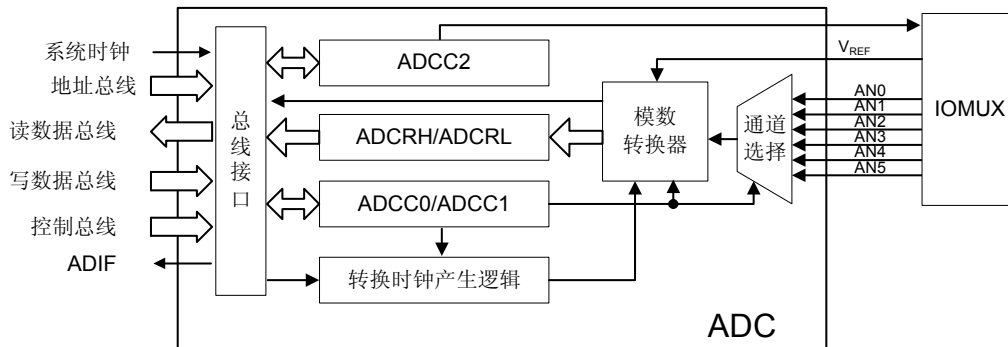 系统时钟
地址总线
读数据总线
写数据总线
控制总线
ADIF
总线接口
ADCC2
ADCRH/ADCRL
ADCC0/ADCC1
转换时钟产生逻辑
模数
转换器
通道
选择
VREF
AN0
AN1
AN2
AN3
AN4
AN5
IOMUX
ADC